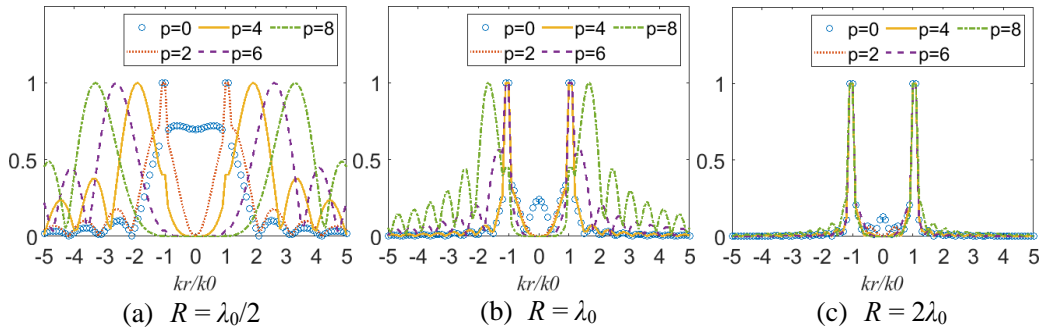 p=0 p=4 p=8
p=2 p=6
1
0.5
0
-5 -4 -3 -2 -1 0 1 2 3 4 5
kr/k0
(a) R = λ₀/2
p=0 p=4 p=8
p=2 p=6
1
0.5
0
-5 -4 -3 -2 -1 0 1 2 3 4 5
kr/k0
(b) R = λ₀
p=0 p=4 p=8
p=2 p=6
1
0.5
0
-5 -4 -3 -2 -1 0 1 2 3 4 5
kr/k0
(c) R = 2λ₀